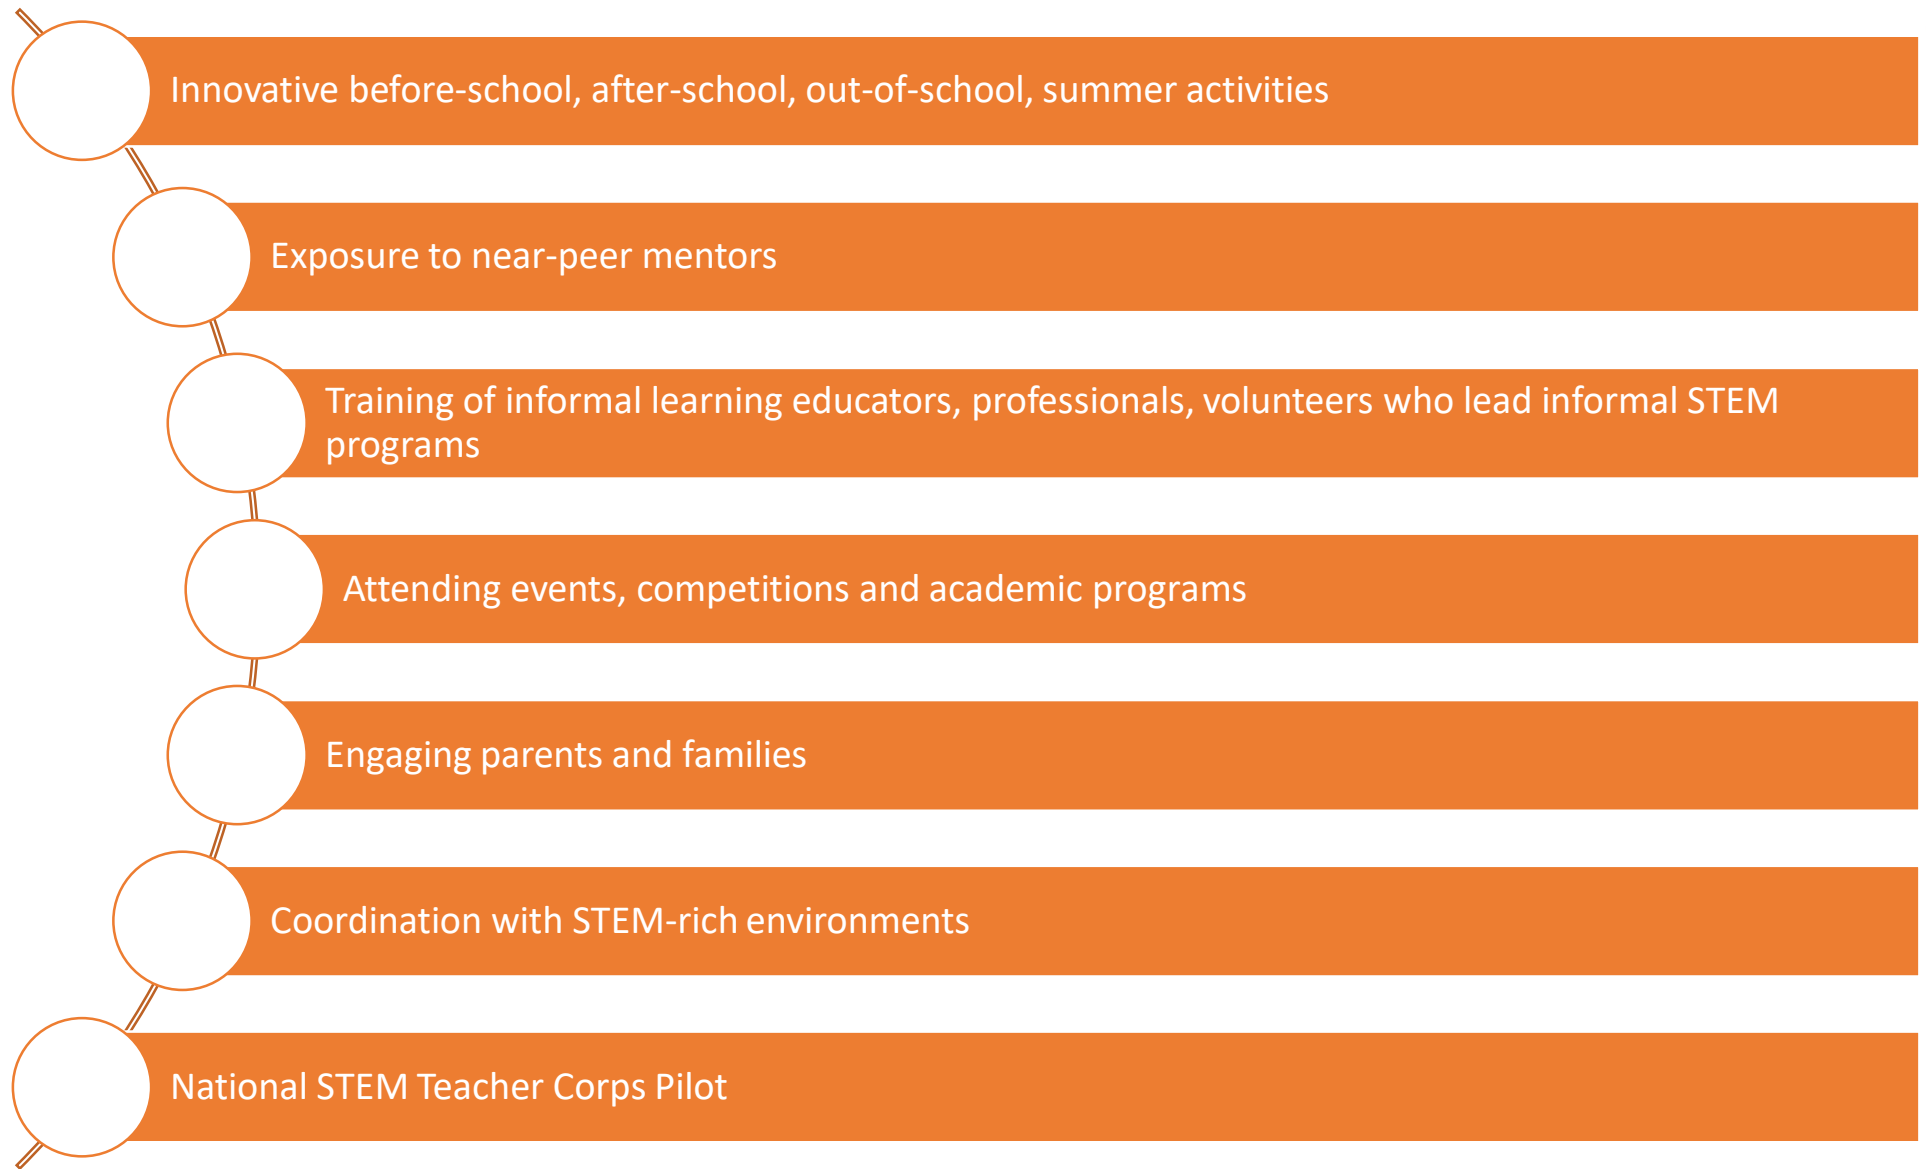 Innovative before-school, after-school, out-of-school, summer activities
Exposure to near-peer mentors
Training of informal learning educators, professionals, volunteers who lead informal STEM
programs
Attending events, competitions and academic programs
Engaging parents and families
Coordination with STEM-rich environments
National STEM Teacher Corps Pilot